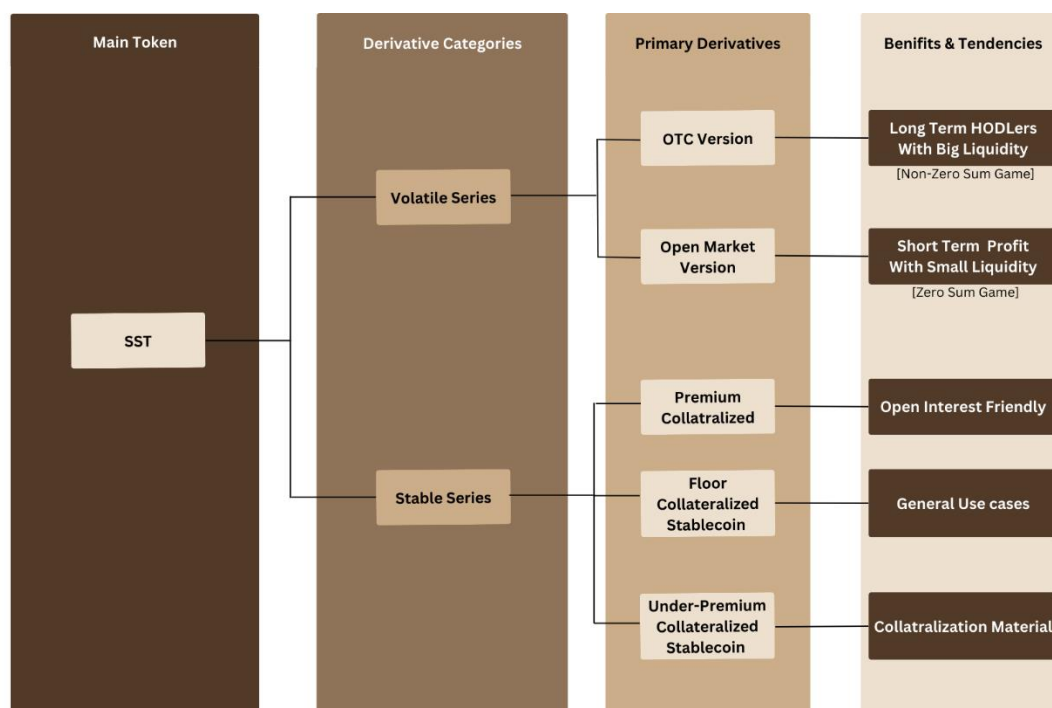 Main Token
Derivative Categories
Primary Derivatives
Benifits & Tendencies
OTC Version
Long Term HODLers
With Big Liquidity
[Non-Zero Sum Game]
Volatile Series
Open Market
Version
Short Term Profit
With Small Liquidity
[Zero Sum Game]
SST
Premium
Collatralized
Open Interest Friendly
Stable Series
Floor
Collateralized
Stablecoin
General Use cases
Under-Premium
Collateralized
Stablecoin
Collatralization Material